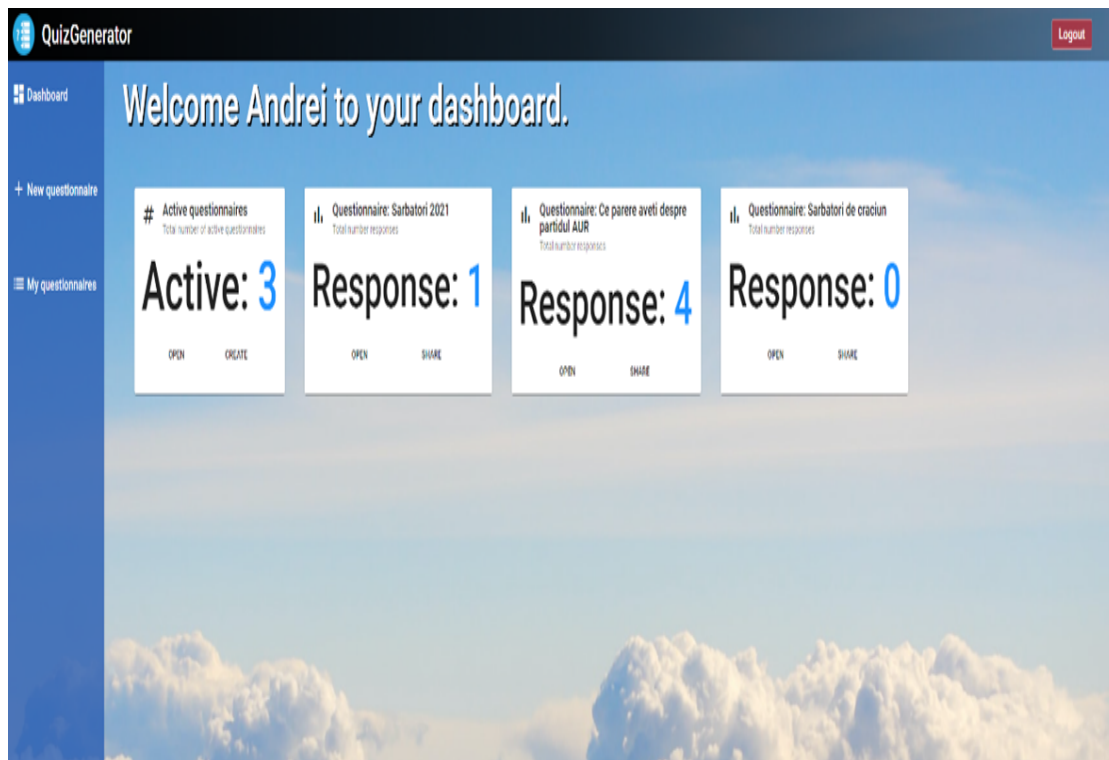 QuizGenerator
Logout
Dashboard
New questionnaire
My questionnaires
Welcome Andrei to your dashboard.
# Active questionnaires
Total number of active questionnaires
Active: 3
OPEN CREATE
Questionnaire: Sarbatori 2021
Total number responses
Response: 1
OPEN SHARE
Questionnaire: Ce parere aveti despre
partidul AUR
Total number responses
Response: 4
OPEN SHARE
Questionnaire: Sarbatori de craciun
Total number responses
Response: 0
OPEN SHARE